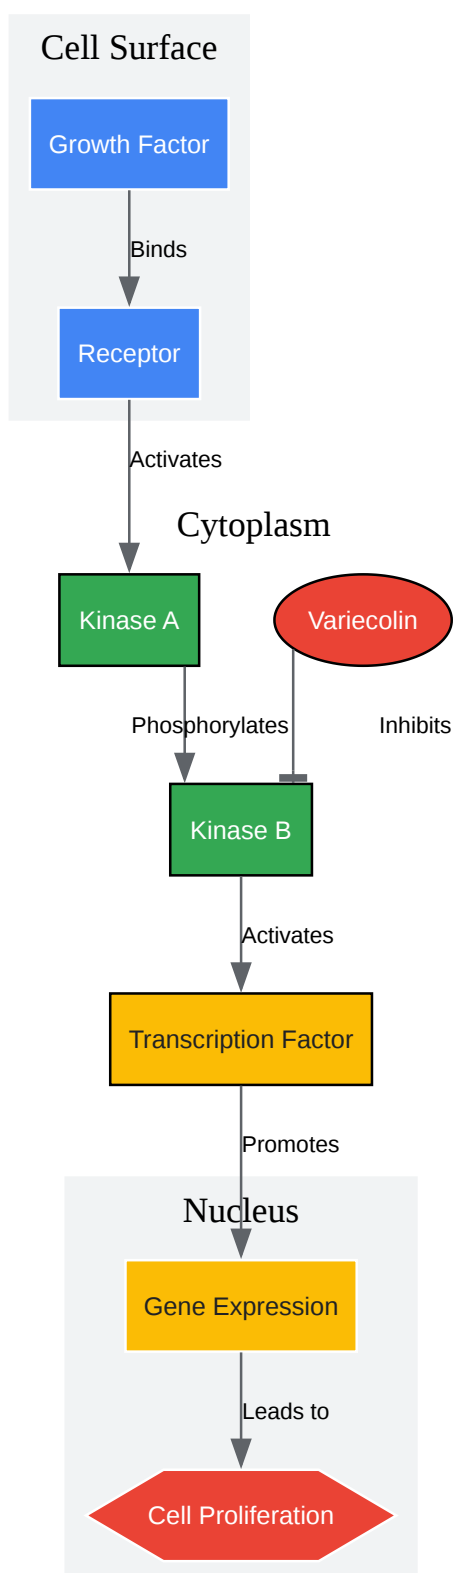 Cell Surface
Growth Factor
Binds
Receptor
Activates
Cytoplasm
Kinase A
Variecolin
Phosphorylates
Inhibits
Kinase B
Activates
Transcription Factor
Promotes
Nucleus
Gene Expression
Leads to
Cell Proliferation